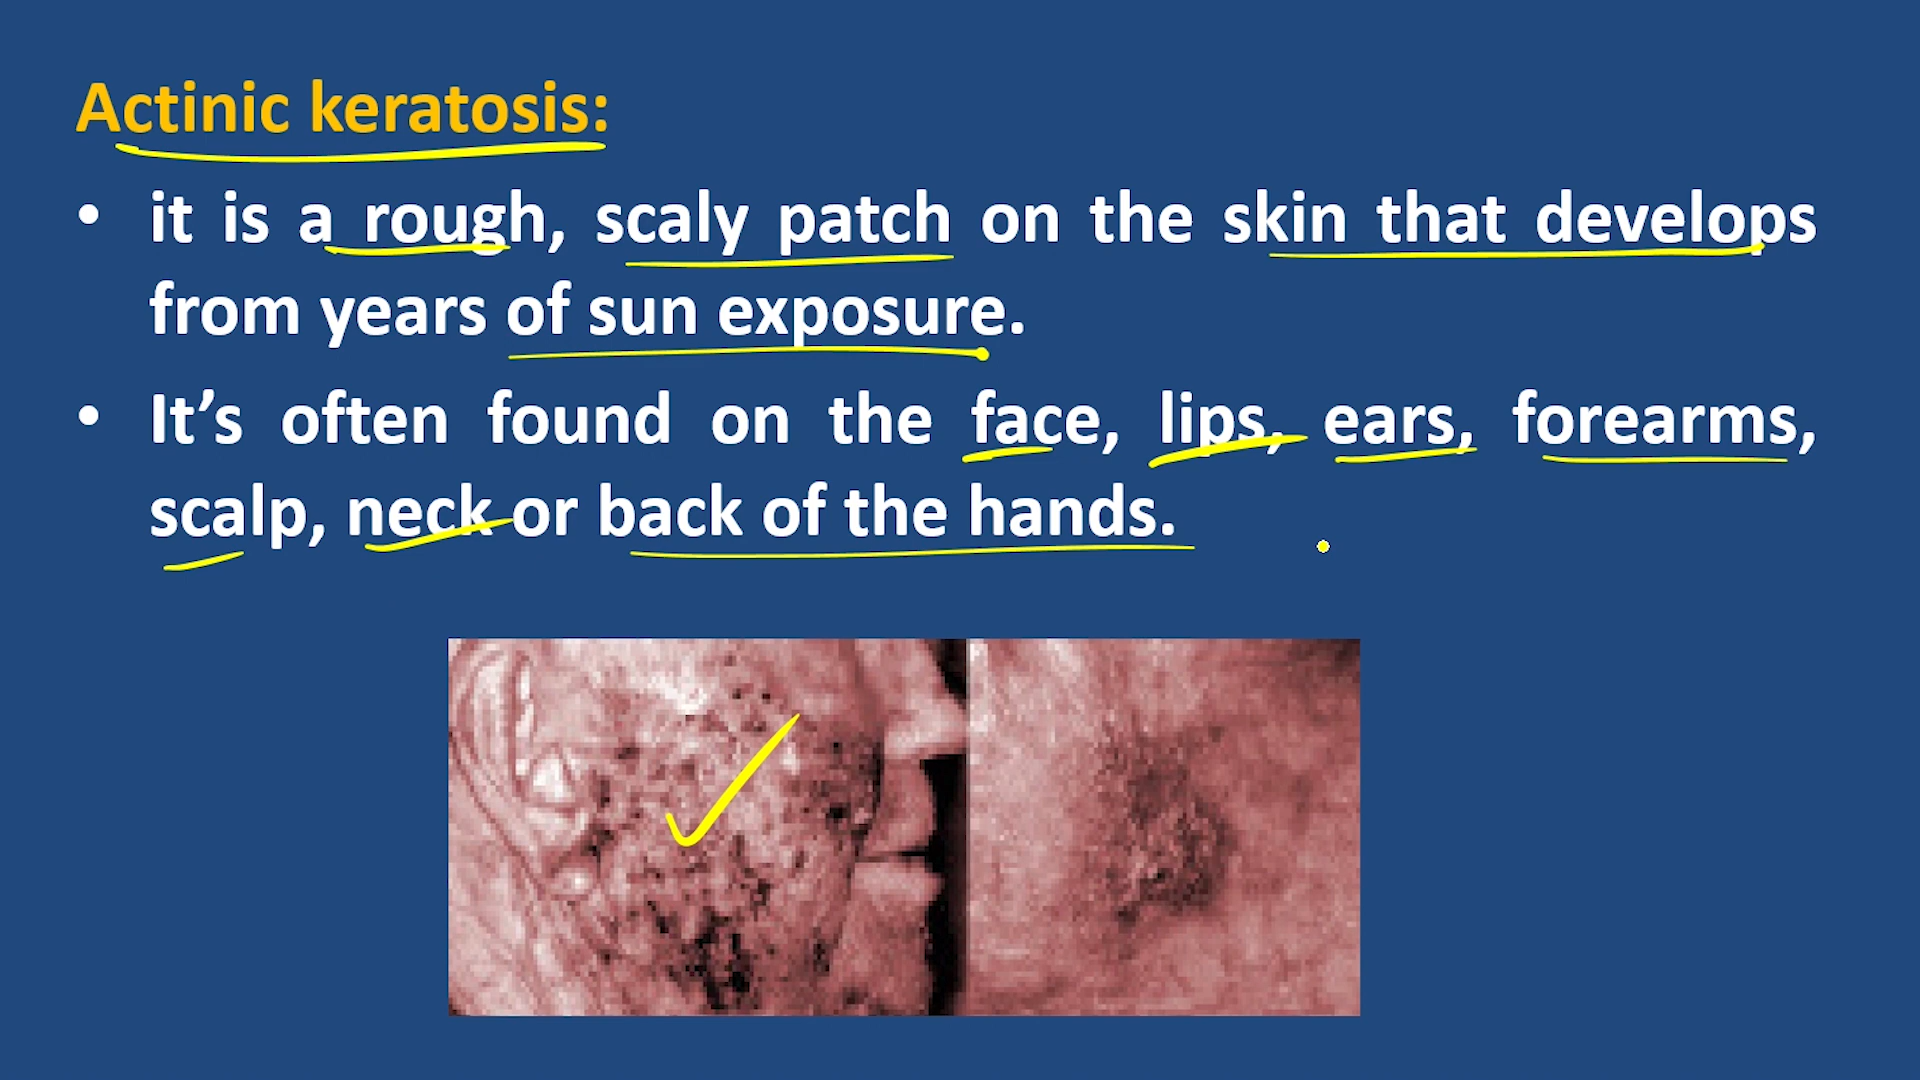 Actinic keratosis:
• it is a rough, scaly patch on the skin that develops
from years of sun exposure.
• It’s often found on the face, lips, ears, forearms,
scalp, neck or back of the hands.